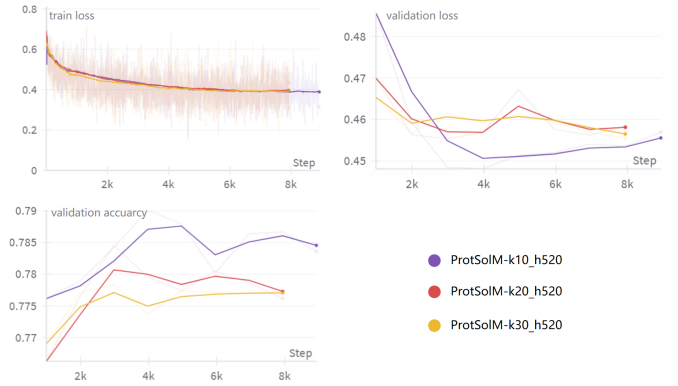 train loss
0.8
0.6
0.4
0.2
0
2k
4k
6k
8k
Step
validation loss
0.48
0.47
0.46
0.45
2k
4k
6k
8k
Step
validation accuarcy
0.79
0.785
0.78
0.775
0.77
2k
4k
6k
8k
Step
ProtSolM-k10_h520
ProtSolM-k20_h520
ProtSolM-k30_h520